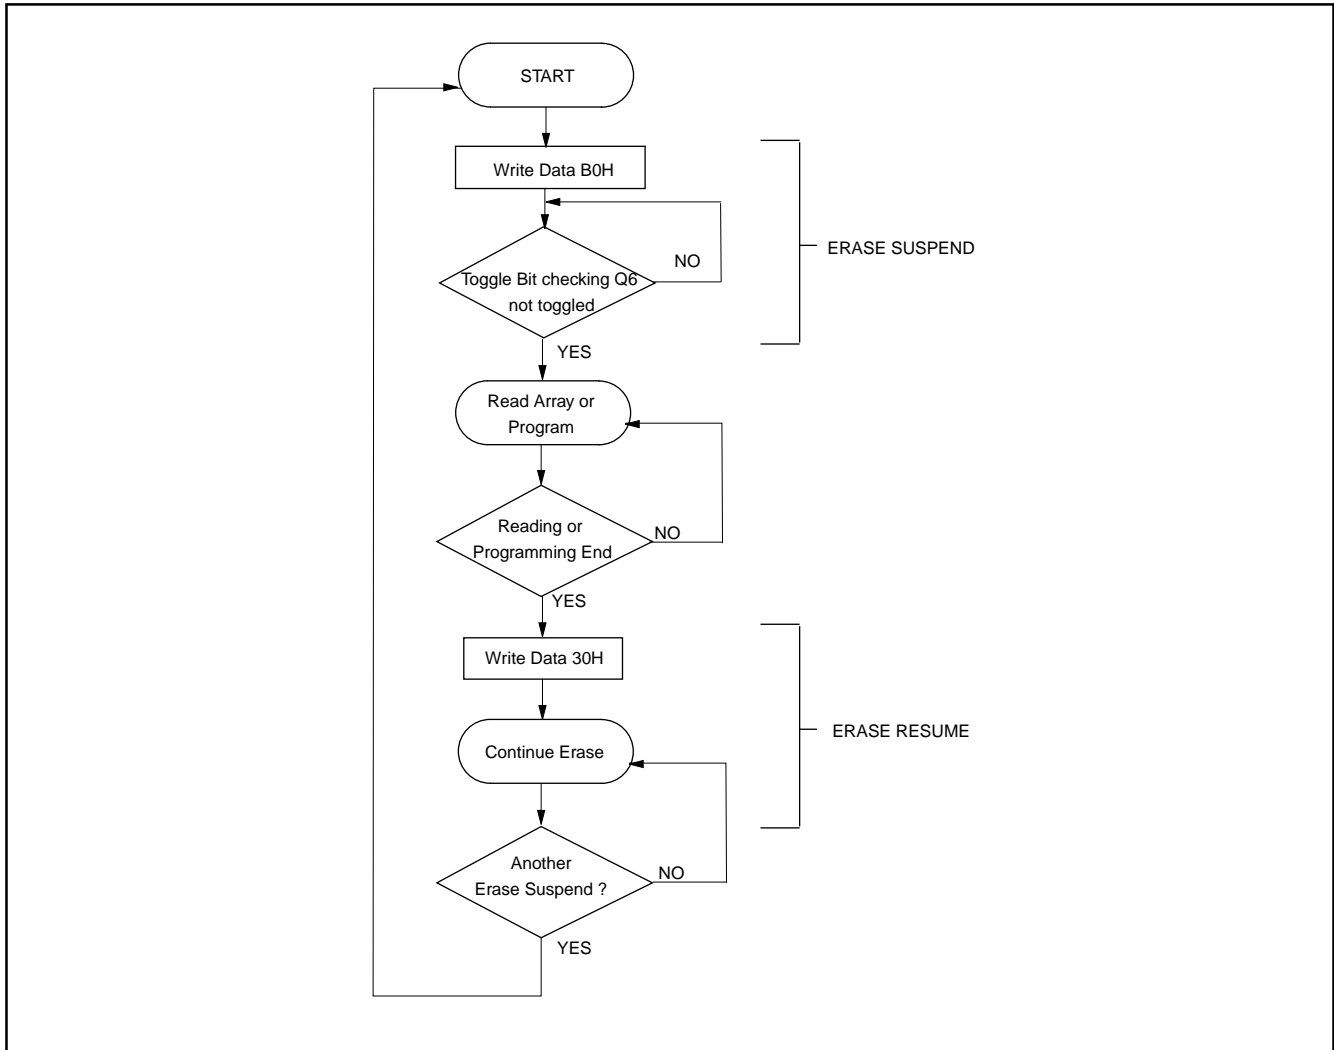 START
Write Data B0H
ERASE SUSPEND
NO
Toggle Bit checking Q6
not toggled
YES
Read Array or
Program
Reading or
NO
Programming End
YES
Write Data 30H
ERASE RESUME
Continue Erase
Another
NO
Erase Suspend ?
YES